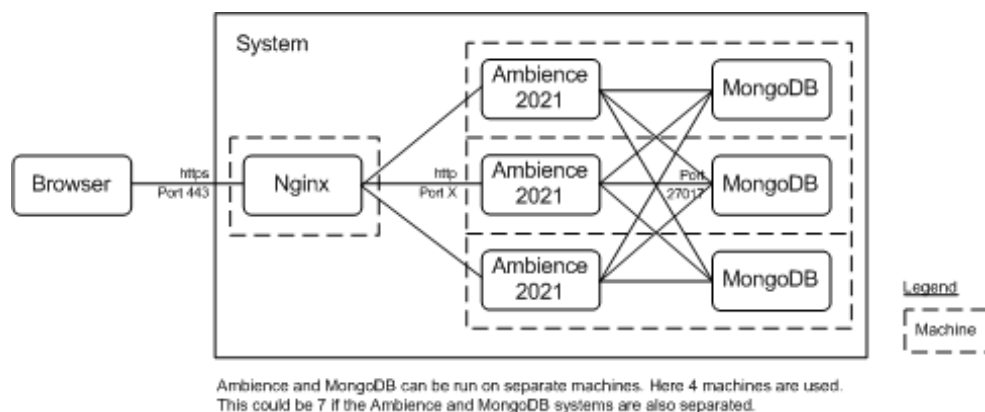 System
Browser
https
Port 443
Nginx
http
Port X
Ambience
2021
Ambience
2021
Ambience
2021
MongoDB
Port
27017
MongoDB
MongoDB
Legend
Machine
Ambience and MongoDB can be run on separate machines. Here 4 machines are used.
This could be 7 if the Ambience and MongoDB systems are also separated.